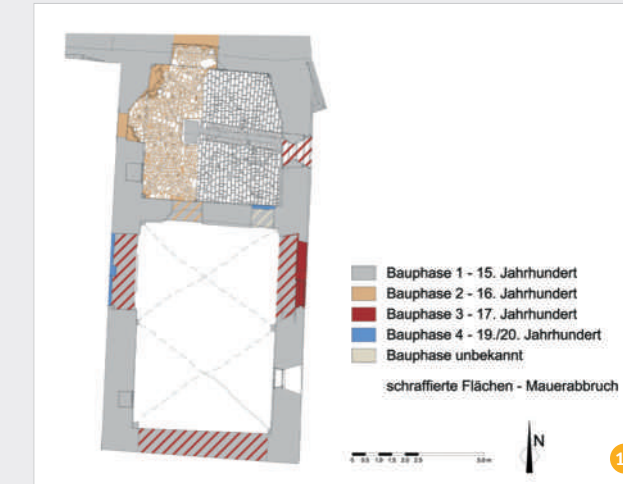 Bauphase 1 - 15. Jahrhundert
Bauphase 2 - 16. Jahrhundert
Bauphase 3 - 17. Jahrhundert
Bauphase 4 - 19./20. Jahrhundert
Bauphase unbekannt
schraffierte Flächen - Mauerabbruch
N
1